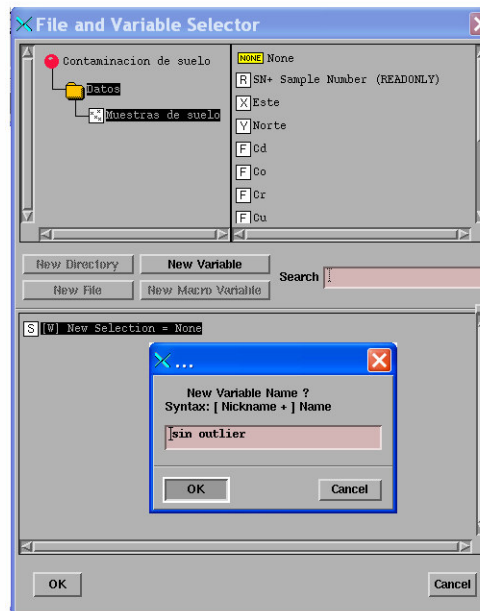 File and Variable Selector
Contaminacion de suelo
Datos
Muestras de suelo
NONE None
R SN+ Sample Number (READONLY)
X Este
Y Norte
F Cd
F Co
F Cr
F Cu
New Directory
New Variable
New File
New Macro Variable
Search
S [W] New Selection = None
...
New Variable Name ?
Syntax: [ Nickname + ] Name
sin outlier
OK
Cancel
OK
Cancel